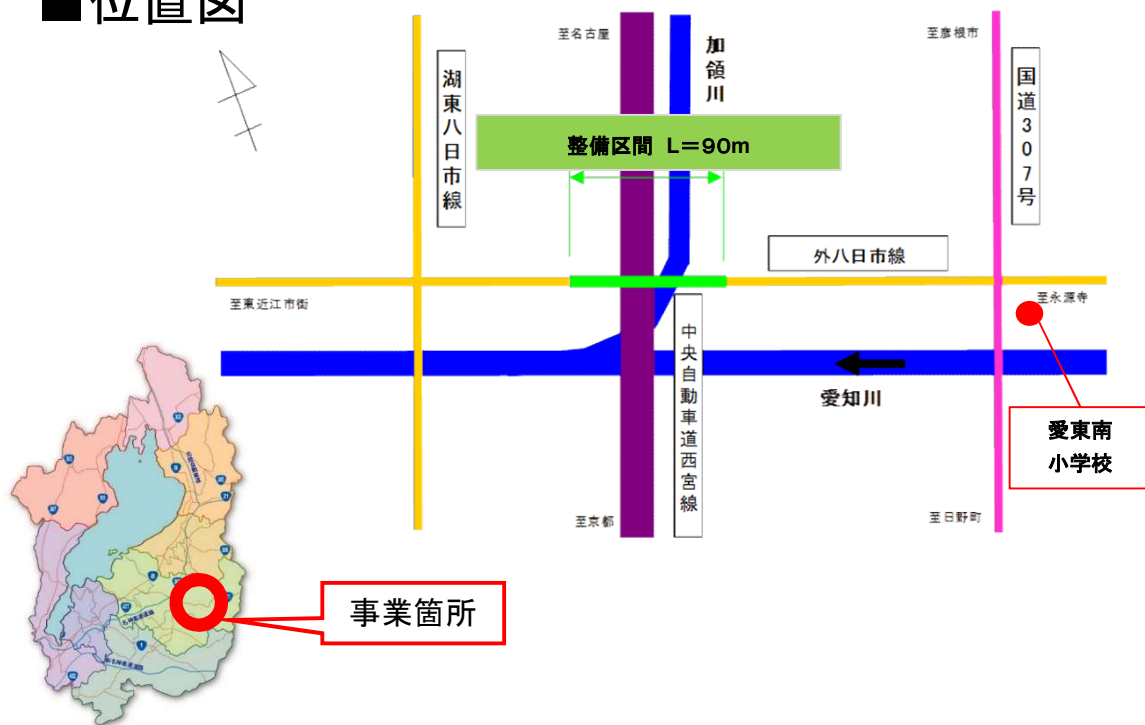 ■位置図
至名古屋
加領川
至彦根市
国道307号
湖東八日市線
整備区間 L=90m
外八日市線
至東近江市街
至永源寺
中央自動車道西宮線
愛知川
愛東南
小学校
至京都
至日野町
事業箇所